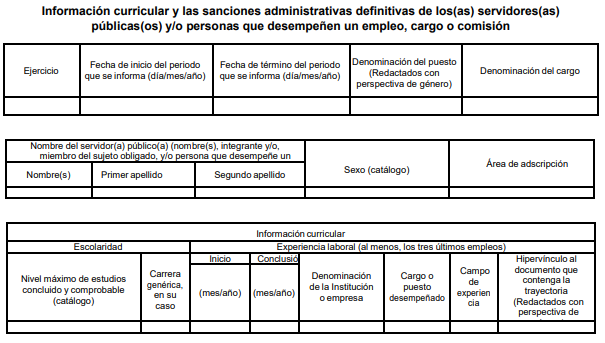 Información curricular y las sanciones administrativas definitivas de los(as) servidores(as)
públicas(os) y/o personas que desempeñen un empleo, cargo o comisión
Ejercicio
Fecha de inicio del periodo
que se informa (día/mes/año)
Fecha de término del periodo
que se informa (día/mes/año)
Denominación del puesto
(Redactados con
perspectiva de género)
Denominación del cargo
Nombre del servidor(a) público(a) (nombre(s), integrante y/o,
miembro del sujeto obligado, y/o persona que desempeñe un
Nombre(s)
Primer apellido
Segundo apellido
Sexo (catálogo)
Área de adscripción
Información curricular
Escolaridad
Experiencia laboral (al menos, los tres últimos empleos)
Nivel máximo de estudios
concluido y comprobable
(catálogo)
Carrera
genérica,
en su
caso
Inicio
(mes/año)
Conclusió
(mes/año)
Denominación
de la Institución
o empresa
Cargo o
puesto
desempeñado
Campo
de
experien
cia
Hipervínculo al
documento que
contenga la
trayectoria
(Redactados con
perspectiva de